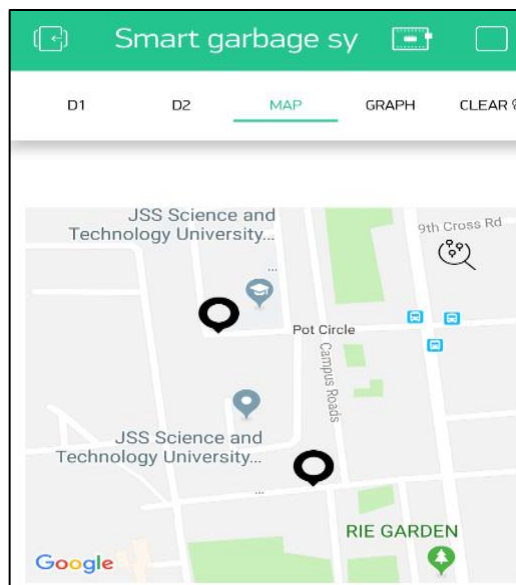 Smart garbage sy
D1 D2 MAP GRAPH CLEAR
JSS Science and
Technology University...
9th Cross Rd
...
Pot Circle
Campus Roads
JSS Science and
Technology University...
...
RIE GARDEN
Google